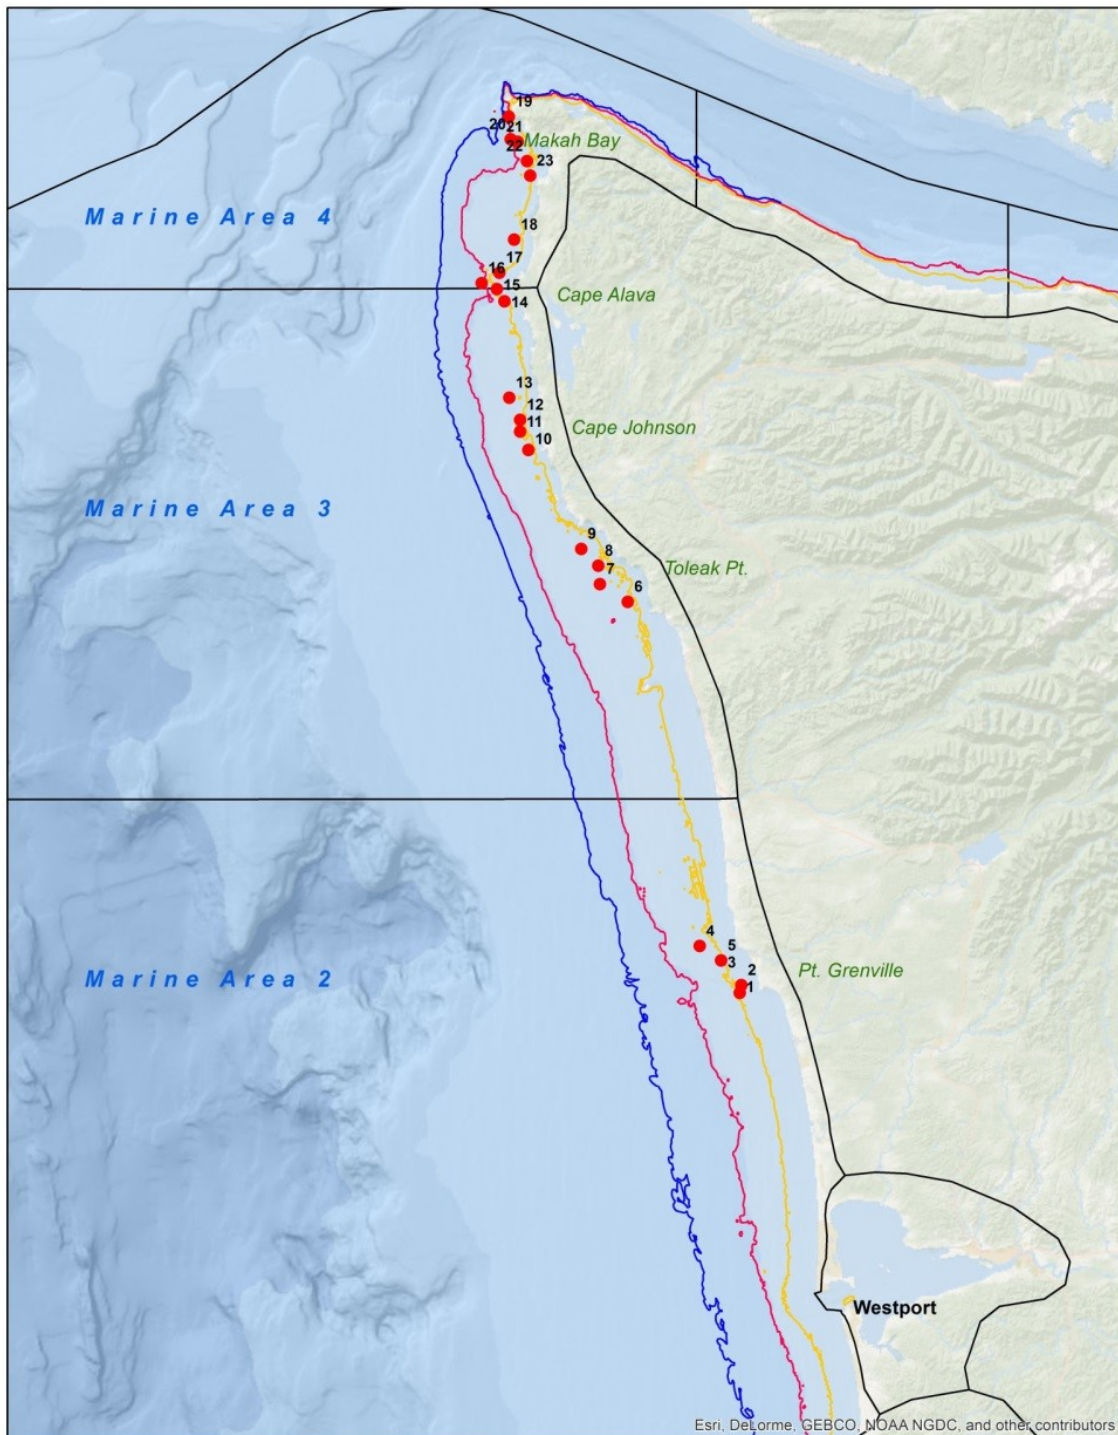 19
20
21
Makah Bay
22
23
Marine Area 4
18
17
16
15
Cape Alava
14
13
12
11
Cape Johnson
10
Marine Area 3
9
8
7
Toleak Pt.
6
4
5
3
Pt. Grenville
2
Marine Area 2
1
Westport
Esri, DeLorme, GEBCO, NOAA NGDC, and other contributors